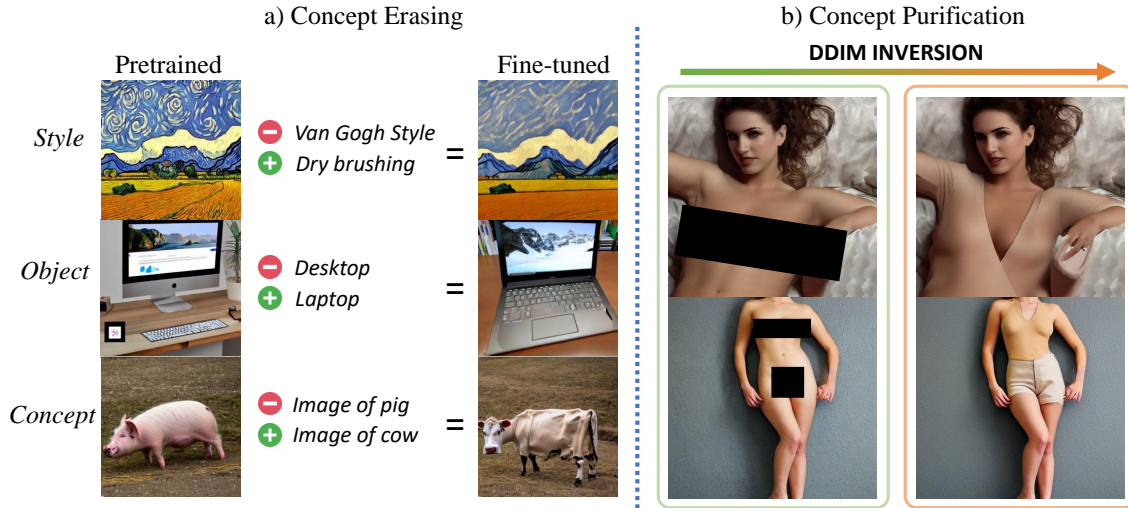 a) Concept Erasing
b) Concept Purification
DDIM INVERSION
Pretrained
Fine-tuned
Style
Van Gogh Style
Dry brushing
=
Object
Desktop
Laptop
=
Concept
Image of pig
Image of cow
=